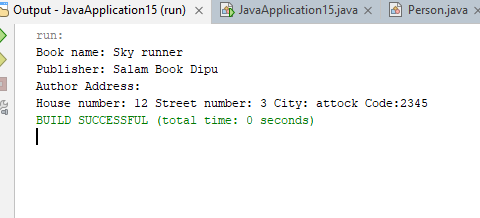 Output - JavaApplication15 (run) × JavaApplication15.java × Person.java
run:
Book name: Sky runner
Publisher: Salam Book Dipu
Author Address:
House number: 12 Street number: 3 City: attock Code:2345
BUILD SUCCESSFUL (total time: 0 seconds)